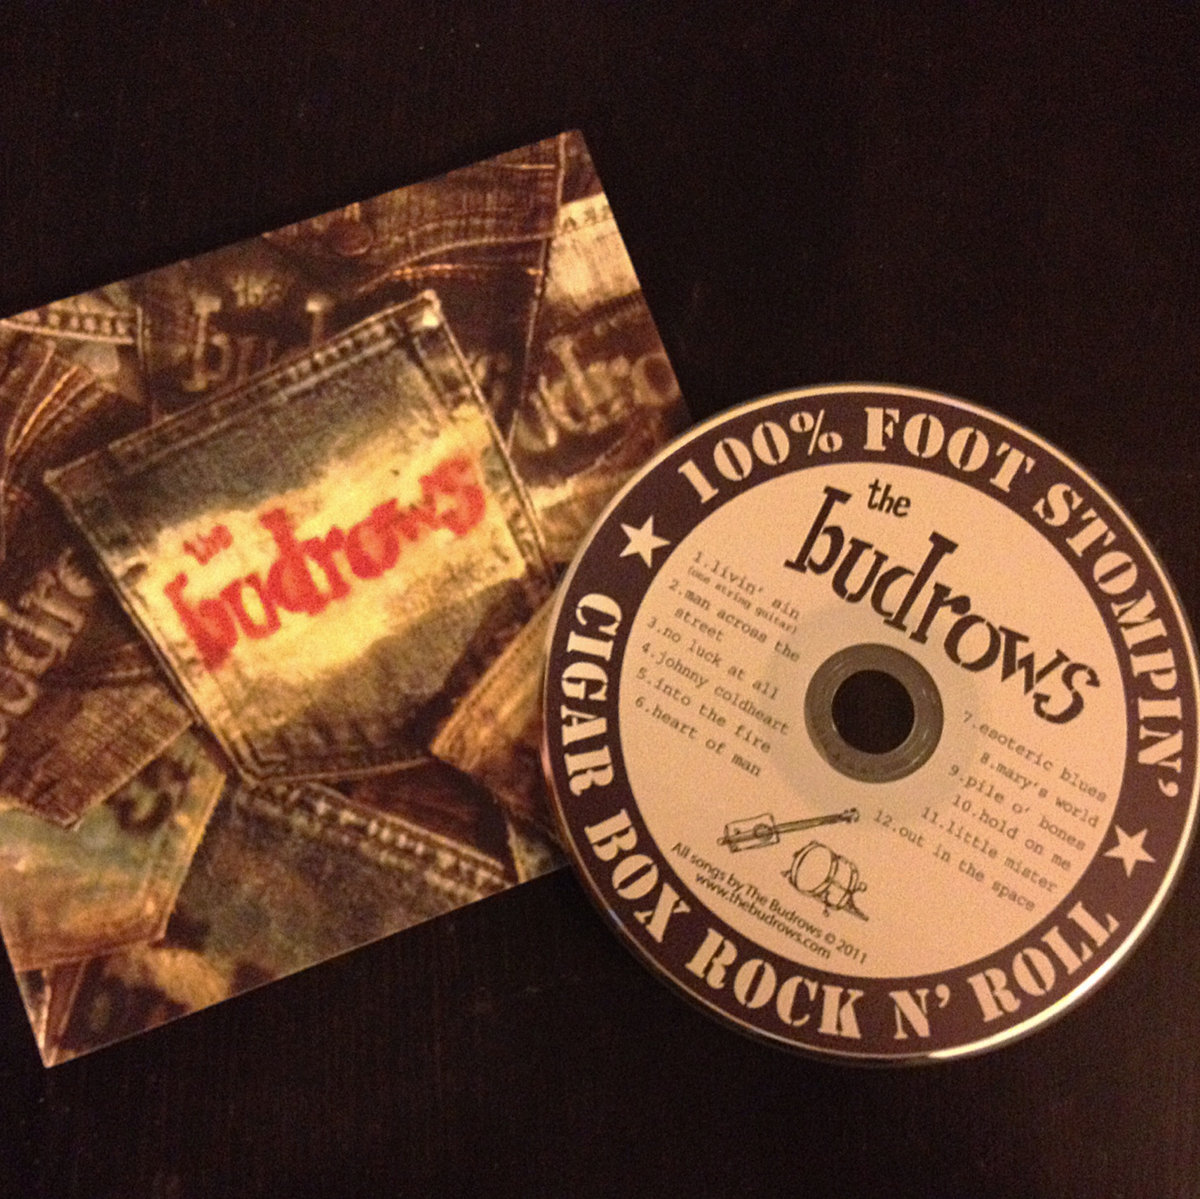 the
budrows
the
budrows
100% FOOT STOMPIN'
CIGAR BOX ROCK N' ROLL
the
budrows
1.livin' sin
(one string guitar)
2.man across the
street
3.no luck at all
4.johnny coldheart
5.into the fire
6.heart of man
7.esoteric blues
8.mary's world
9.pile o' bones
10.hold on me
11.little mister
12.out in the space
All songs by The Budrows © 2011
www.thebudrows.com